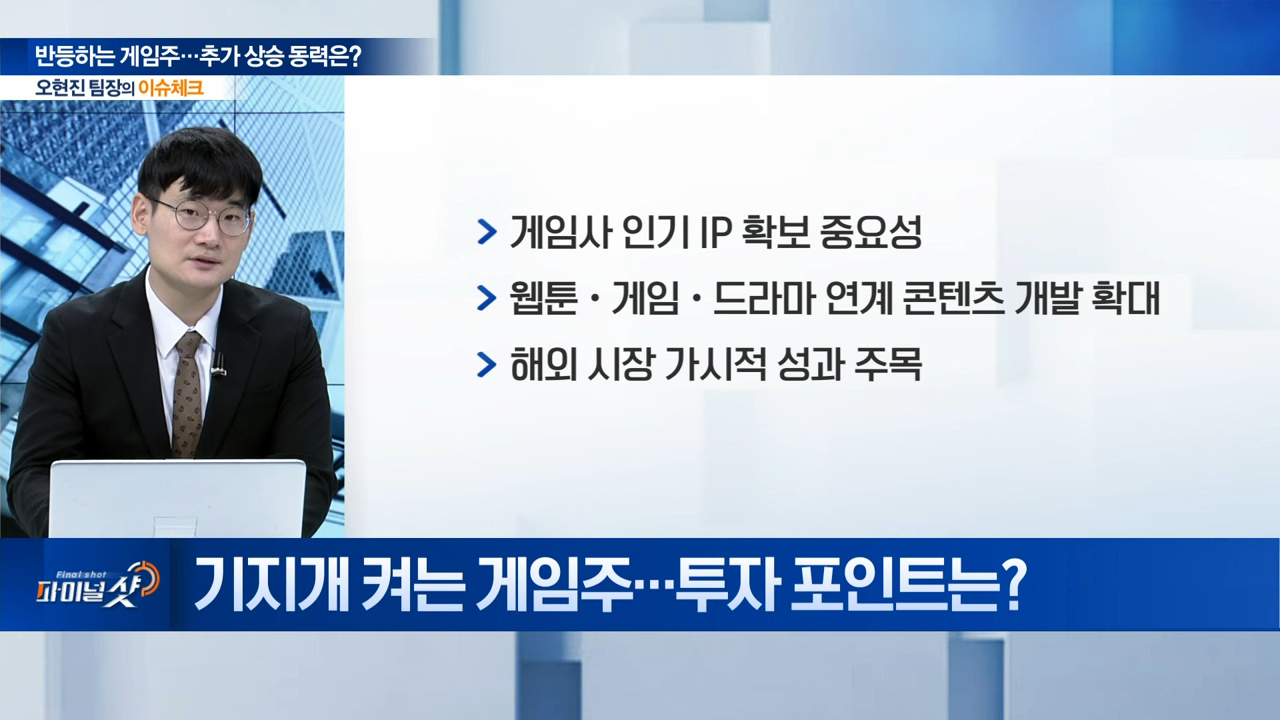 반등하는 게임주…추가 상승 동력은?
오현진 팀장의 이슈체크
> 게임사 인기 IP 확보 중요성
> 웹툰·게임·드라마 연계 콘텐츠 개발 확대
> 해외 시장 가시적 성과 주목
Final shot
파이널샷
기지개 켜는 게임주…투자 포인트는?